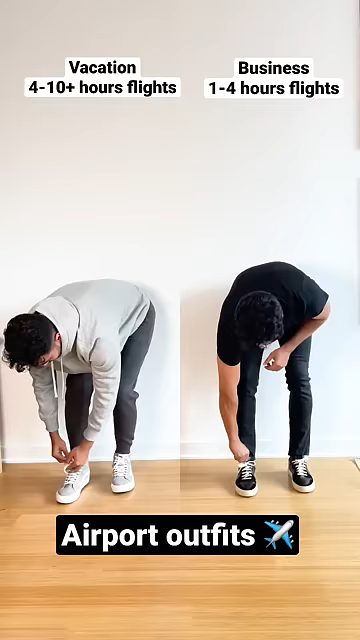 Vacation
4-10+ hours flights
Business
1-4 hours flights
Airport outfits ✈️